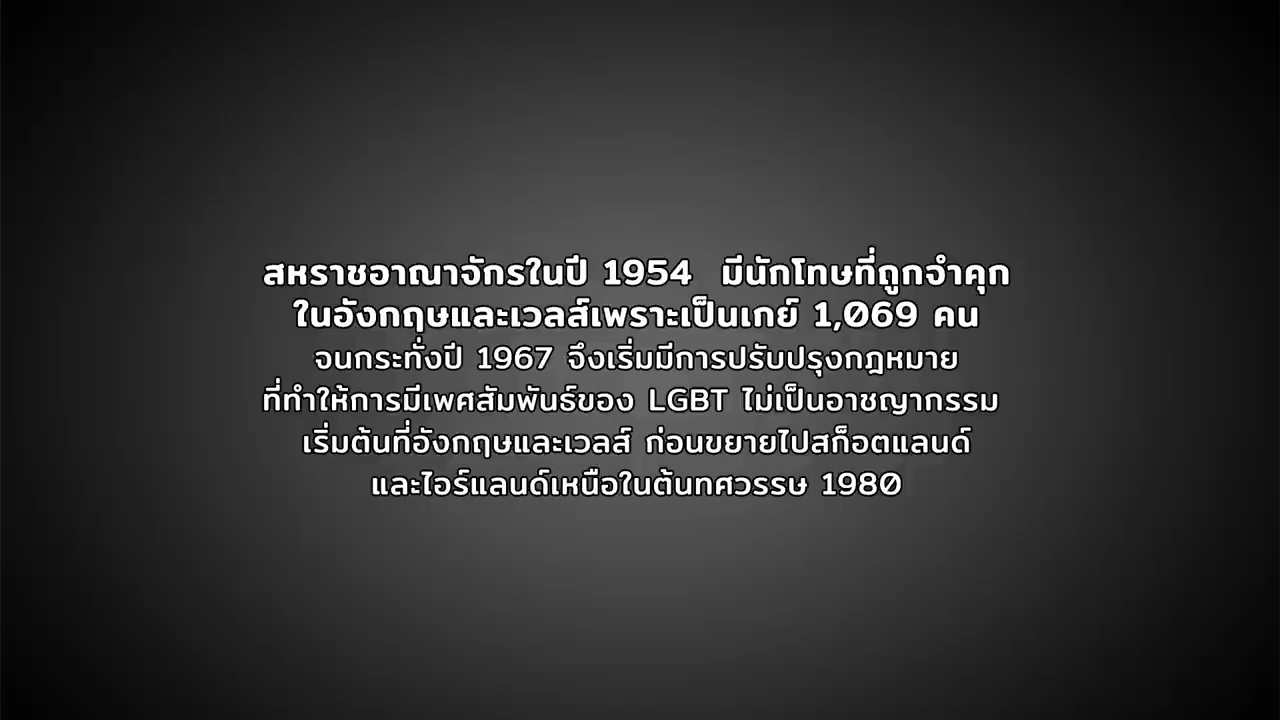 สหราชอาณาจักรในปี 1954 มีนักโทษที่ถูกจำคุก
ในอังกฤษและเวลส์เพราะเป็นเกย์ 1,069 คน
จนกระทั่งปี 1967 จึงเริ่มมีการปรับปรุงกฎหมาย
ที่ทำให้การมีเพศสัมพันธ์ของ LGBT ไม่เป็นอาชญากรรม
เริ่มต้นที่อังกฤษและเวลส์ ก่อนขยายไปสก็อตแลนด์
และไอร์แลนด์เหนือในต้นทศวรรษ 1980